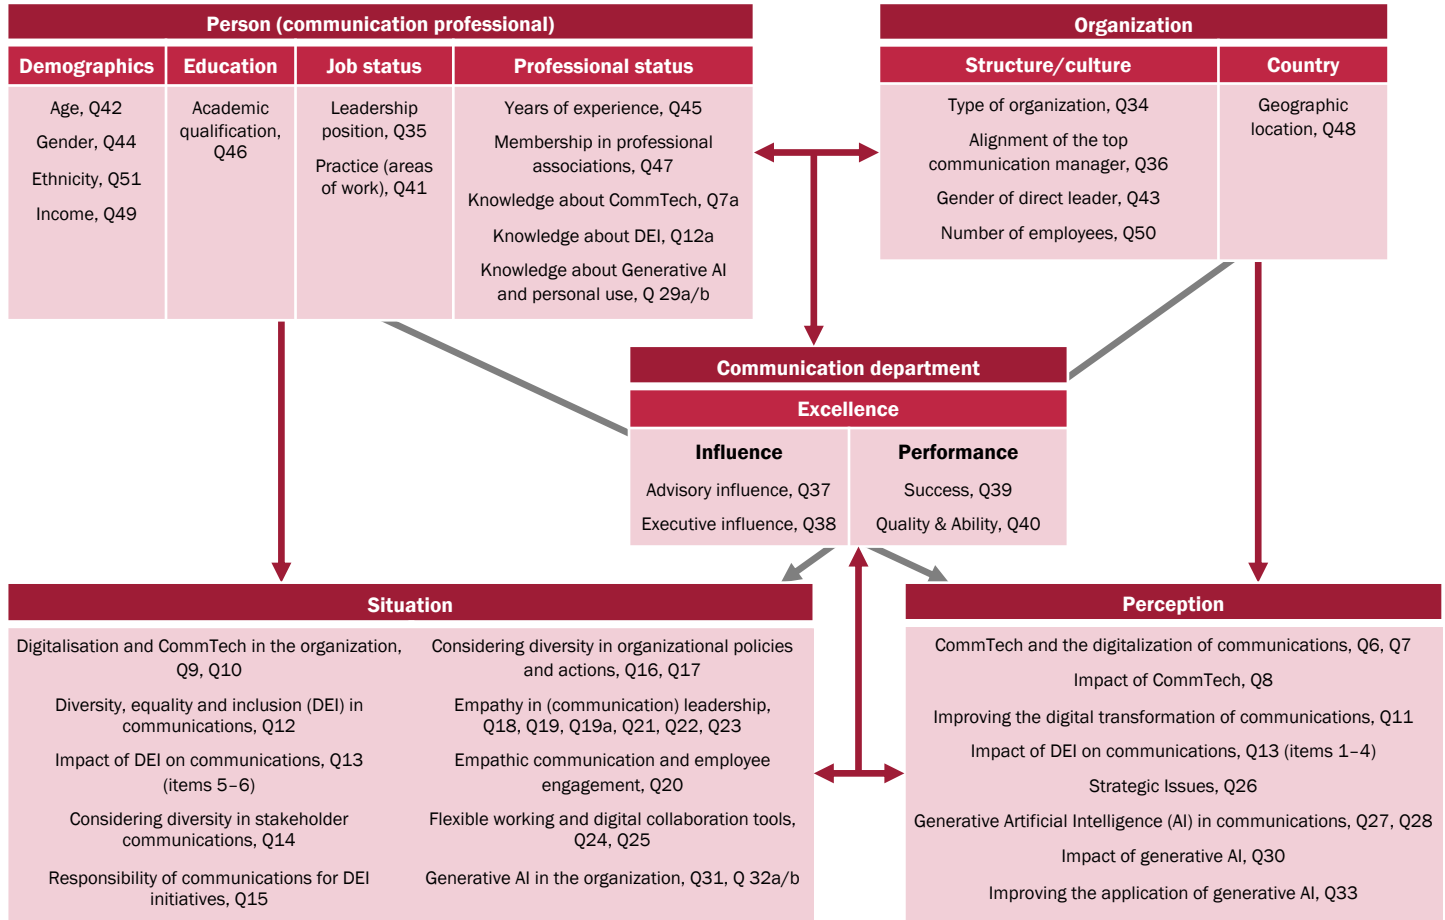 Person (communication professional)
Demographics
Age, Q42
Gender, Q44
Ethnicity, Q51
Income, Q49
Education
Academic
qualification,
Q46
Job status
Leadership
position, Q35
Practice (areas
of work), Q41
Professional status
Years of experience, Q45
Membership in professional
associations, Q47
Knowledge about CommTech, Q7a
Knowledge about DEI, Q12a
Knowledge about Generative AI
and personal use, Q 29a/b
Organization
Structure/culture
Type of organization, Q34
Alignment of the top
communication manager, Q36
Gender of direct leader, Q43
Number of employees, Q50
Country
Geographic
location, Q48
Communication department
Excellence
Influence
Advisory influence, Q37
Executive influence, Q38
Performance
Success, Q39
Quality & Ability, Q40
Situation
Digitalisation and CommTech in the organization,
Q9, Q10
Diversity, equality and inclusion (DEI) in
communications, Q12
Impact of DEI on communications, Q13
(items 5–6)
Considering diversity in stakeholder
communications, Q14
Responsibility of communications for DEI
initiatives, Q15
Considering diversity in organizational policies
and actions, Q16, Q17
Empathy in (communication) leadership,
Q18, Q19, Q19a, Q21, Q22, Q23
Empathic communication and employee
engagement, Q20
Flexible working and digital collaboration tools,
Q24, Q25
Generative AI in the organization, Q31, Q 32a/b
Perception
CommTech and the digitalization of communications, Q6, Q7
Impact of CommTech, Q8
Improving the digital transformation of communications, Q11
Impact of DEI on communications, Q13 (items 1–4)
Strategic Issues, Q26
Generative Artificial Intelligence (AI) in communications, Q27, Q28
Impact of generative AI, Q30
Improving the application of generative AI, Q33